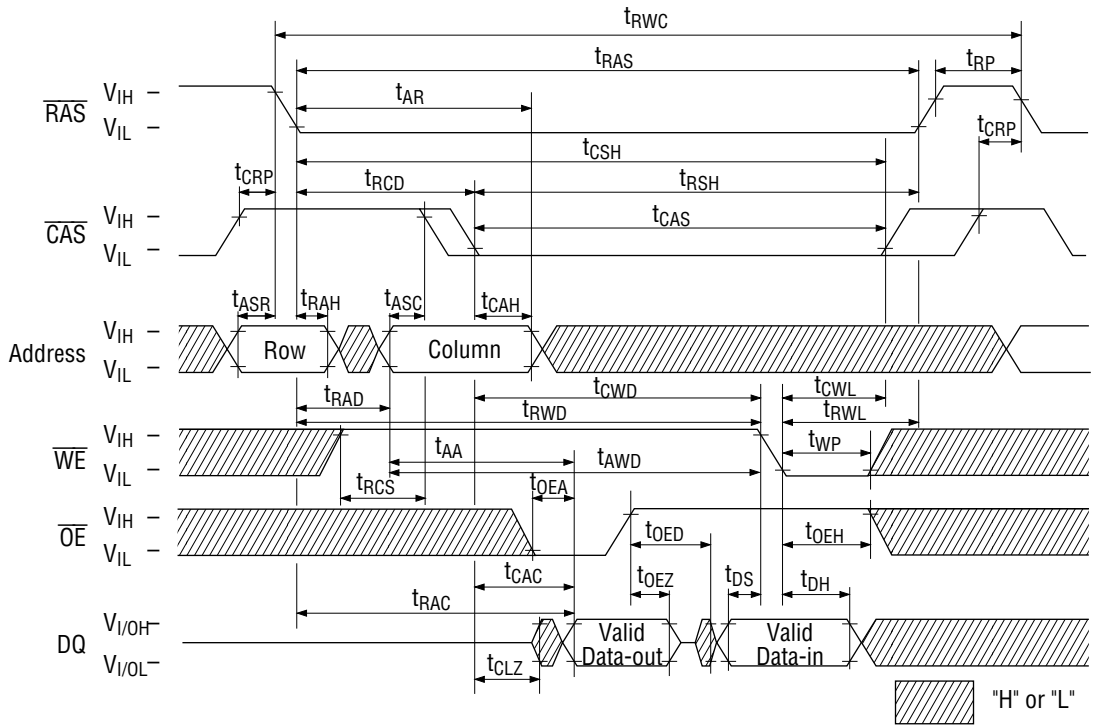 tRWC
tRAS
tRP
tAR
RAS
VIH
VIL
tCRP
tCSH
tCRP
tRCD
tRSH
CAS
VIH
VIL
tCAS
tASR
tRAH
tASC
tCAH
Address
VIH
VIL
Row
Column
tRAD
tCWD
tCWL
tRWD
tRWL
WE
VIH
VIL
tAA
tWP
tAWD
tRCS
tOEA
OE
VIH
VIL
tOED
tOEH
tCAC
tOEZ
tDS
tDH
tRAC
DQ
VI/OH
VI/OL
Valid
Data-out
Valid
Data-in
tCLZ
"H" or "L"